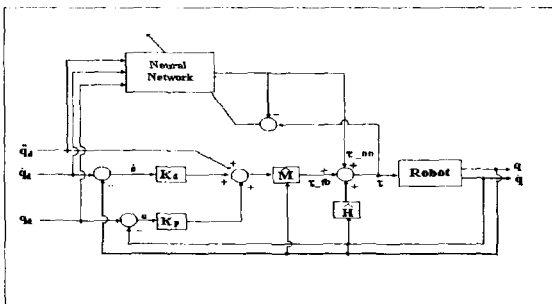 Neural
Network
q̈d
q̇d
qd
ė
e
Kd
Kp
M̂
τ_fb
τ_nn
τ
Ĥ
Robot
q
q̇